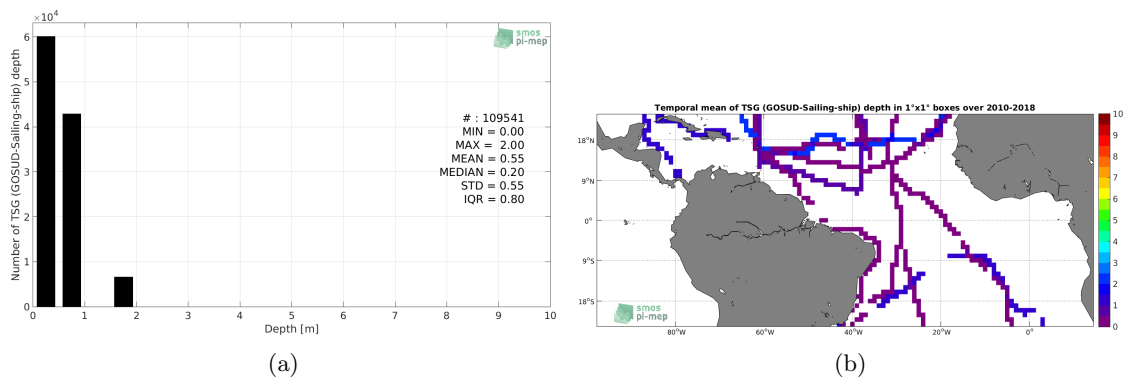 ×10⁴
smos
pi-mep
6
5
4
3
2
1
0
Number of TSG (GOSUD-Sailing-ship) depth
# : 109541
MIN = 0.00
MAX = 2.00
MEAN = 0.55
MEDIAN = 0.20
STD = 0.55
IQR = 0.80
0 1 2 3 4 5 6 7 8 9 10
Depth [m]
(a)
Temporal mean of TSG (GOSUD-Sailing-ship) depth in 1°x1° boxes over 2010-2018
18°N
9°N
0°
9°S
18°S
80°W 60°W 40°W 20°W 0°
smos
pi-mep
10
9
8
7
6
5
4
3
2
1
0
(b)